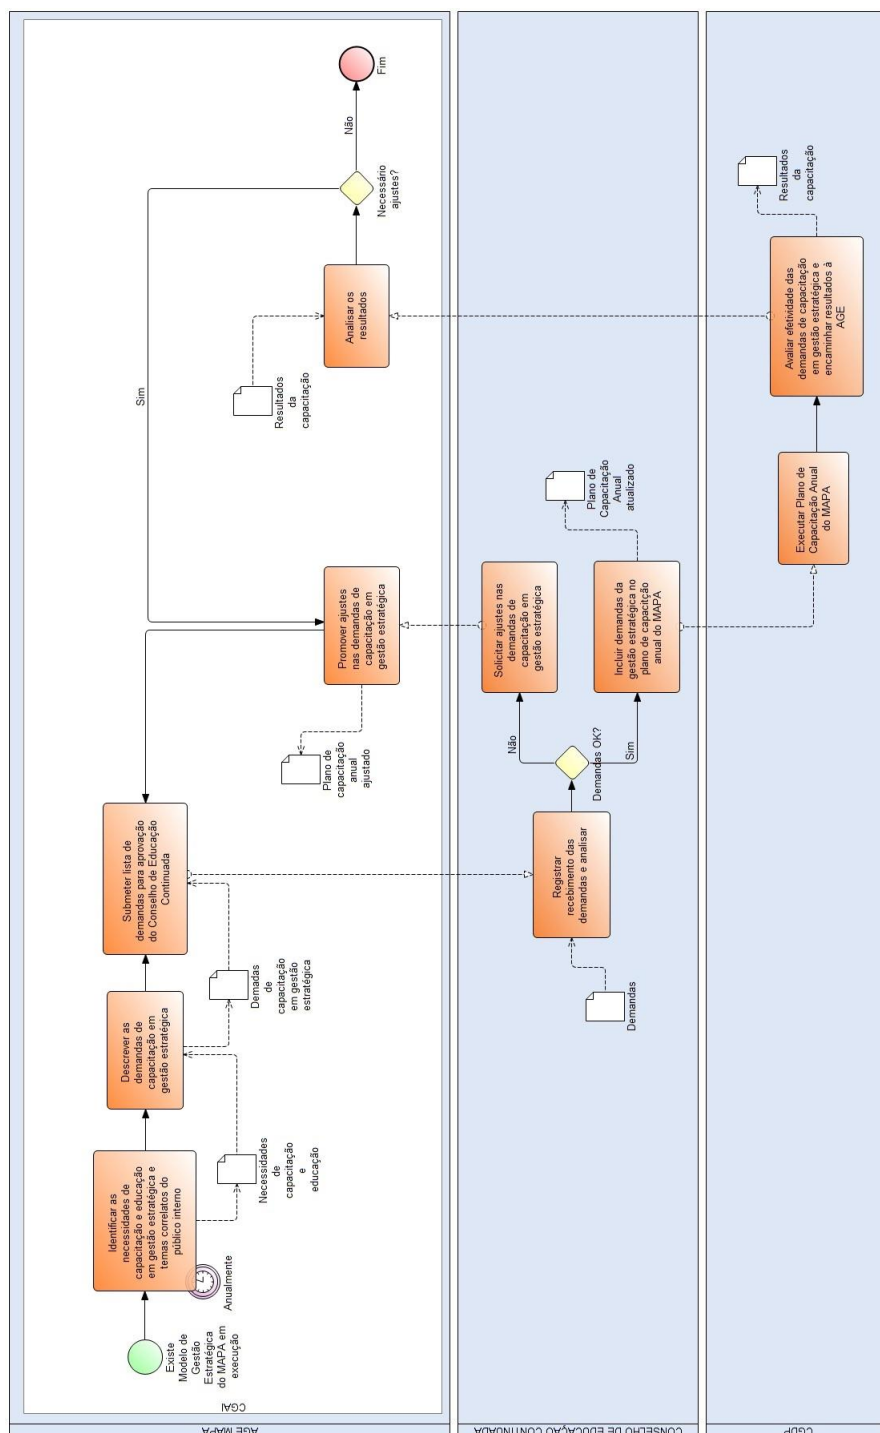 AGE MAPA
CGAI
Existe
Modelo de
Gestão
Estratégica
do MAPA em
execução
Anualmente
Identificar as
necessidades de
capacitação e educação
em gestão estratégica e
temas correlatos do
público interno
Necessidades
de
capacitação
e
educação
Descrever as
demandas de
capacitação em
gestão estratégica
Demadas
de
capacitação
em gestão
estratégica
Submeter lista de
demandas para aprovação
do Conselho de Educação
Continuada
Plano de
capacitação
anual
ajustado
Promover ajustes
nas demandas de
capacitação em
gestão estratégica
Sim
Resultados
da
capacitação
Analisar os
resultados
Necessário
ajustes?
Não
Fim
CONSELHO DE EDUCAÇÃO CONTINUADA
Demandas
Registrar
recebimento das
demandas e analisar
Demandas OK?
Não
Sim
Solicitar ajustes nas
demandas de
capacitação em
gestão estratégica
Incluir demandas da
gestão estratégica no
plano de capacitção
anual do MAPA
Plano de
Capacitação
Anual
atualizado
CGDP
Executar Plano de
Capacitação Anual
do MAPA
Avaliar efetividade das
demandas de capacitação
em gestão estratégica e
encaminhar resultados à
AGE
Resultados
da
capacitação